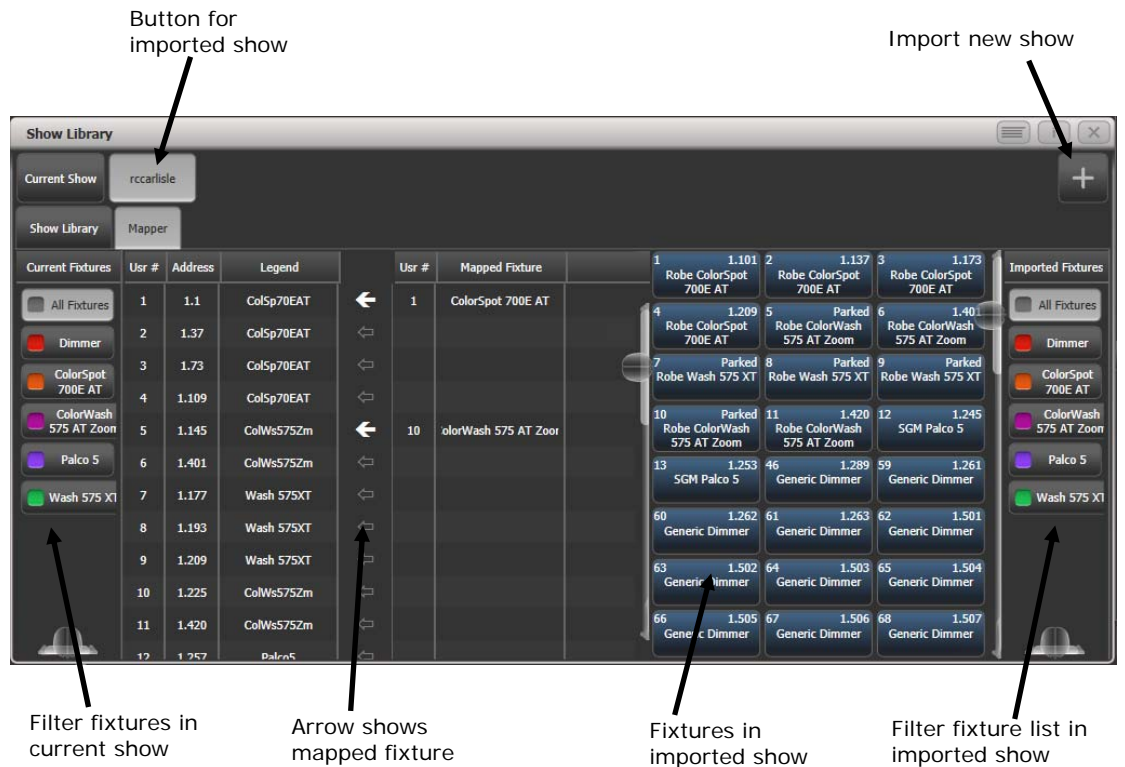 Button for
imported show
Import new show
Show Library
Current Show
rccarlisle
+
Show Library
Mapper
Current Fixtures
Usr #
Address
Legend
Usr #
Mapped Fixture
Imported Fixtures
All Fixtures
Dimmer
ColorSpot
700E AT
ColorWash
575 AT Zoom
Palco 5
Wash 575 XT
1 1.1 ColSp70EAT 1 ColorSpot 700E AT
2 1.37 ColSp70EAT
3 1.73 ColSp70EAT
4 1.109 ColSp70EAT
5 1.145 ColWs575Zm 10 olorWash 575 AT Zoor
6 1.401 ColWs575Zm
7 1.177 Wash 575XT
8 1.193 Wash 575XT
9 1.209 Wash 575XT
10 1.225 ColWs575Zm
11 1.420 ColWs575Zm
12 1.257 Palco5
1 1.101 2 1.137 3 1.173
Robe ColorSpot Robe ColorSpot Robe ColorSpot
700E AT 700E AT 700E AT
4 1.209 5 Parked 6 1.401
Robe ColorSpot Robe ColorWash Robe ColorWash
700E AT 575 AT Zoom 575 AT Zoom
7 Parked 8 Parked 9 Parked
Robe Wash 575 XT Robe Wash 575 XT Robe Wash 575 XT
10 Parked 11 1.420 12 1.245
Robe ColorWash Robe ColorWash SGM Palco 5
575 AT Zoom 575 AT Zoom
13 1.253 46 1.289 59 1.261
SGM Palco 5 Generic Dimmer Generic Dimmer
60 1.262 61 1.263 62 1.501
Generic Dimmer Generic Dimmer Generic Dimmer
63 1.502 64 1.503 65 1.504
Generic Dimmer Generic Dimmer Generic Dimmer
66 1.505 67 1.506 68 1.507
Generic Dimmer Generic Dimmer Generic Dimmer
All Fixtures
Dimmer
ColorSpot
700E AT
ColorWash
575 AT Zoom
Palco 5
Wash 575 XT
Filter fixtures in
current show
Arrow shows
mapped fixture
Fixtures in
imported show
Filter fixture list in
imported show